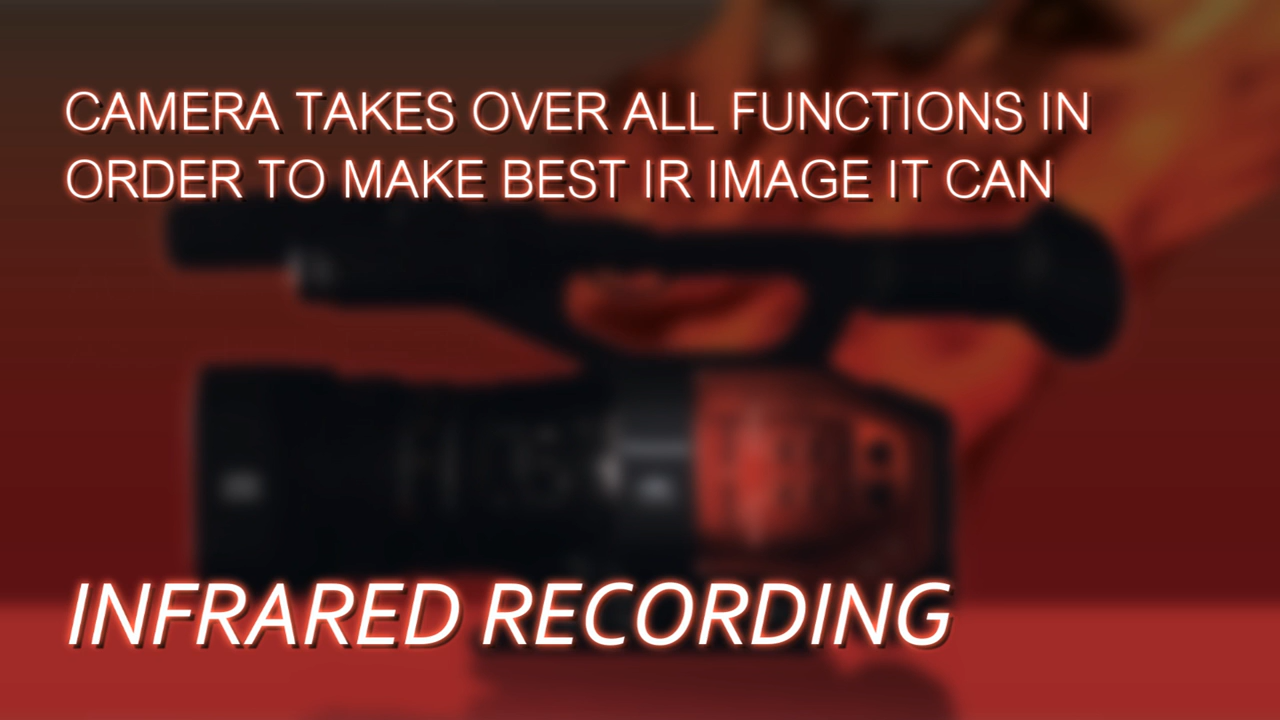 CAMERA TAKES OVER ALL FUNCTIONS IN
ORDER TO MAKE BEST IR IMAGE IT CAN
INFRARED RECORDING